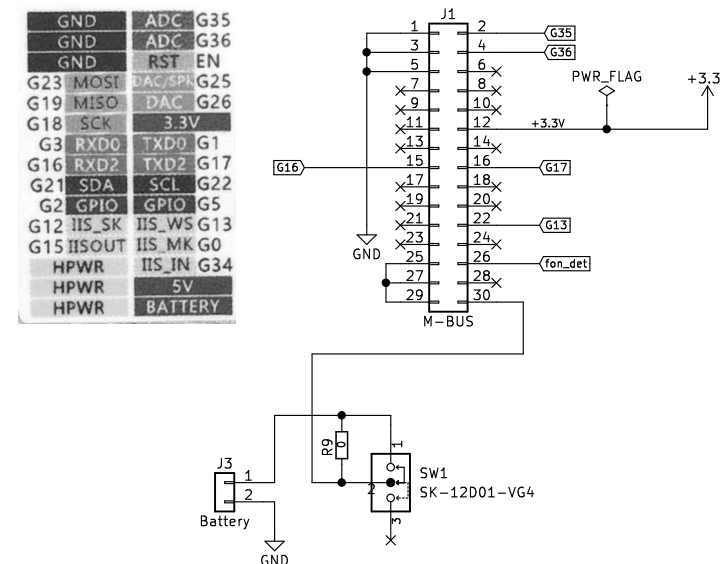 GND ADC G35
GND ADC G36
GND RST EN
G23 MOSI DAC/SPK G25
G19 MISO DAC G26
G18 SCK 3.3V
G3 RXD0 TXD0 G1
G16 RXD2 TXD2 G17
G21 SDA SCL G22
G2 GPIO GPIO G5
G12 IIS_SK IIS_WS G13
G15 IISOUT IIS_MK G0
HPWR IIS_IN G34
HPWR 5V
HPWR BATTERY
J1
1 2 G35
3 4 G36
5 6
7 8
9 10
11 12 +3.3V
13 14
G16 15 16 G17
17 18
19 20
21 22 G13
23 24
25 26 fon_det
27 28
29 30
M-BUS
GND
PWR_FLAG
+3.3
R9
0
1
SW1
2
SK-12D01-VG4
3
J3
1
2
Battery
GND